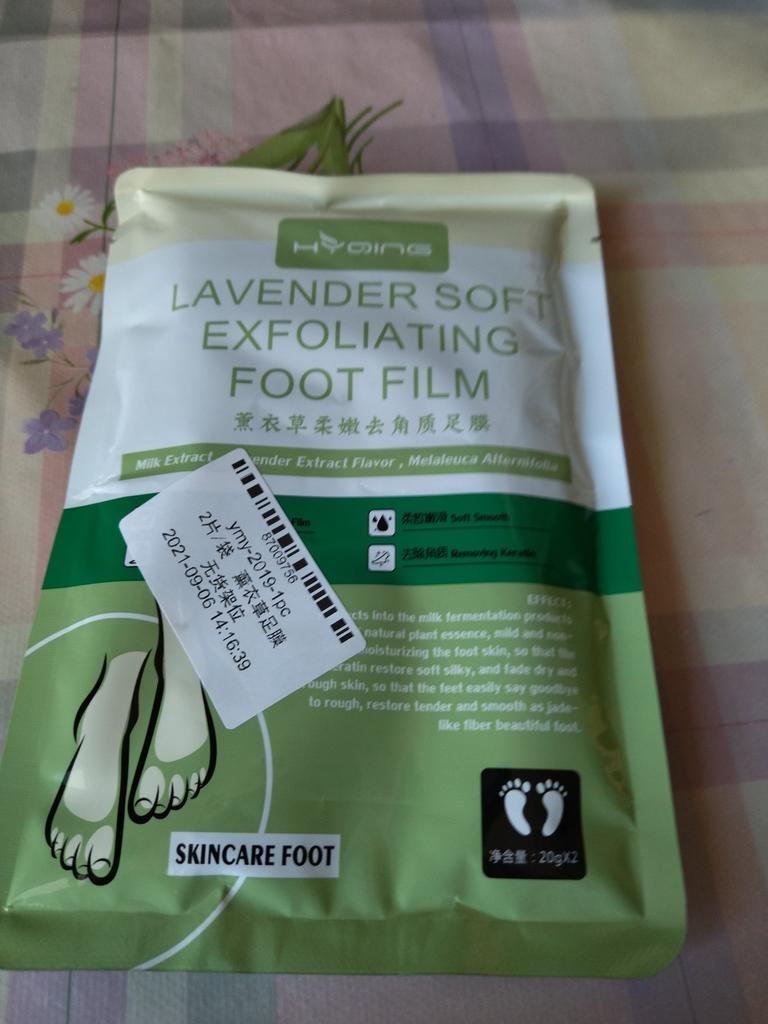 HYQING
LAVENDER SOFT
EXFOLIATING
FOOT FILM
薰衣草柔嫩去角质足膜
Milk Extract ender Extract Flavor , Melaleuca Alternifolia
Film
柔皙嫩滑 Soft Smooth
去除角质 Removing Keratin
87009756
ymy-2019-1pc
2片/袋 薰衣草足膜
无货架位
2021-09-06 14:16:39
EFFECT:
cts into the milk fermentation products
natural plant essence, mild and non-
oisturizing the foot skin, so that the
eratin restore soft silky, and fade dry and
ough skin, so that the feet easily say goodbye
to rough, restore tender and smooth as jade-
like fiber beautiful foot.
SKINCARE FOOT
净含量：20gX2